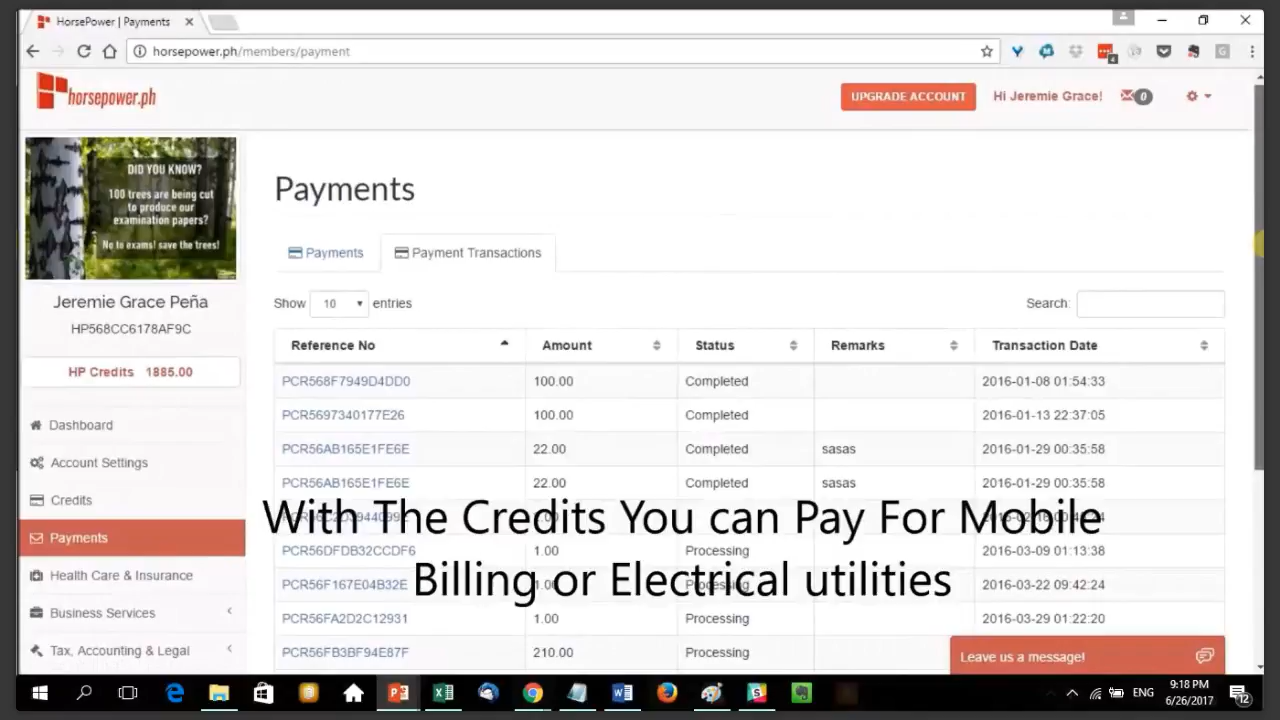 HorsePower | Payments
horsepower.ph/members/payment
horsepower.ph
UPGRADE ACCOUNT
Hi Jeremie Grace!
0
DID YOU KNOW?
100 trees are being cut
to produce our
examination papers?
No to exams! save the trees!
Jeremie Grace Peña
HP568CC6178AF9C
HP Credits 1885.00
Dashboard
Account Settings
Credits
Payments
Health Care & Insurance
Business Services
Tax, Accounting & Legal
Payments
Payments Payment Transactions
Show 10 entries
Search:
Reference No Amount Status Remarks Transaction Date
PCR568F7949D4DD0 100.00 Completed 2016-01-08 01:54:33
PCR5697340177E26 100.00 Completed 2016-01-13 22:37:05
PCR56AB165E1FE6E 22.00 Completed sasas 2016-01-29 00:35:58
PCR56AB165E1FE6E 22.00 Completed sasas 2016-01-29 00:35:58
With The Credits You can Pay For Mobile
PCR56DFDB32CCDF6 1.00 Processing 2016-03-09 01:13:38
Billing or Electrical utilities
PCR56F167E04B32E Processing 2016-03-22 09:42:24
PCR56FA2D2C12931 1.00 Processing 2016-03-29 01:22:20
PCR56FB3BF94E87F 210.00 Processing
Leave us a message!
ENG
9:18 PM
6/26/2017
12